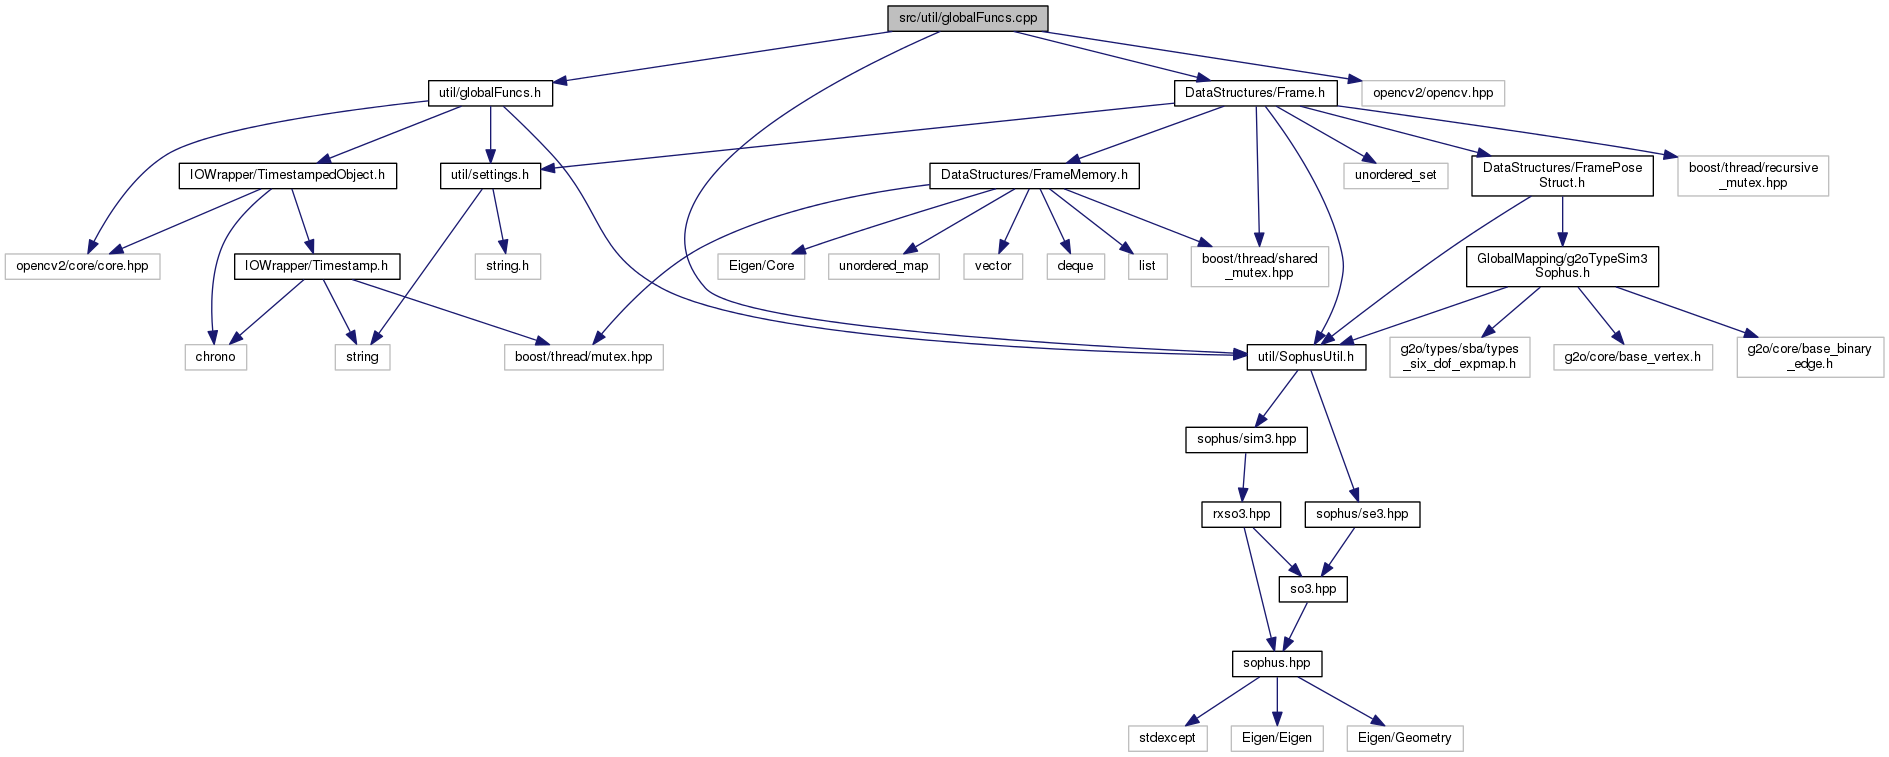 src/util/globalFuncs.cpp
util/globalFuncs.h
DataStructures/Frame.h
opencv2/opencv.hpp
IOWrapper/TimestampedObject.h
util/settings.h
DataStructures/FrameMemory.h
unordered_set
DataStructures/FramePose
Struct.h
boost/thread/recursive
_mutex.hpp
opencv2/core/core.hpp
IOWrapper/Timestamp.h
string.h
Eigen/Core
unordered_map
vector
deque
list
boost/thread/shared
_mutex.hpp
GlobalMapping/g2oTypeSim3
Sophus.h
chrono
string
boost/thread/mutex.hpp
util/SophusUtil.h
g2o/types/sba/types
_six_dof_expmap.h
g2o/core/base_vertex.h
g2o/core/base_binary
_edge.h
sophus/sim3.hpp
rxso3.hpp
sophus/se3.hpp
so3.hpp
sophus.hpp
stdexcept
Eigen/Eigen
Eigen/Geometry